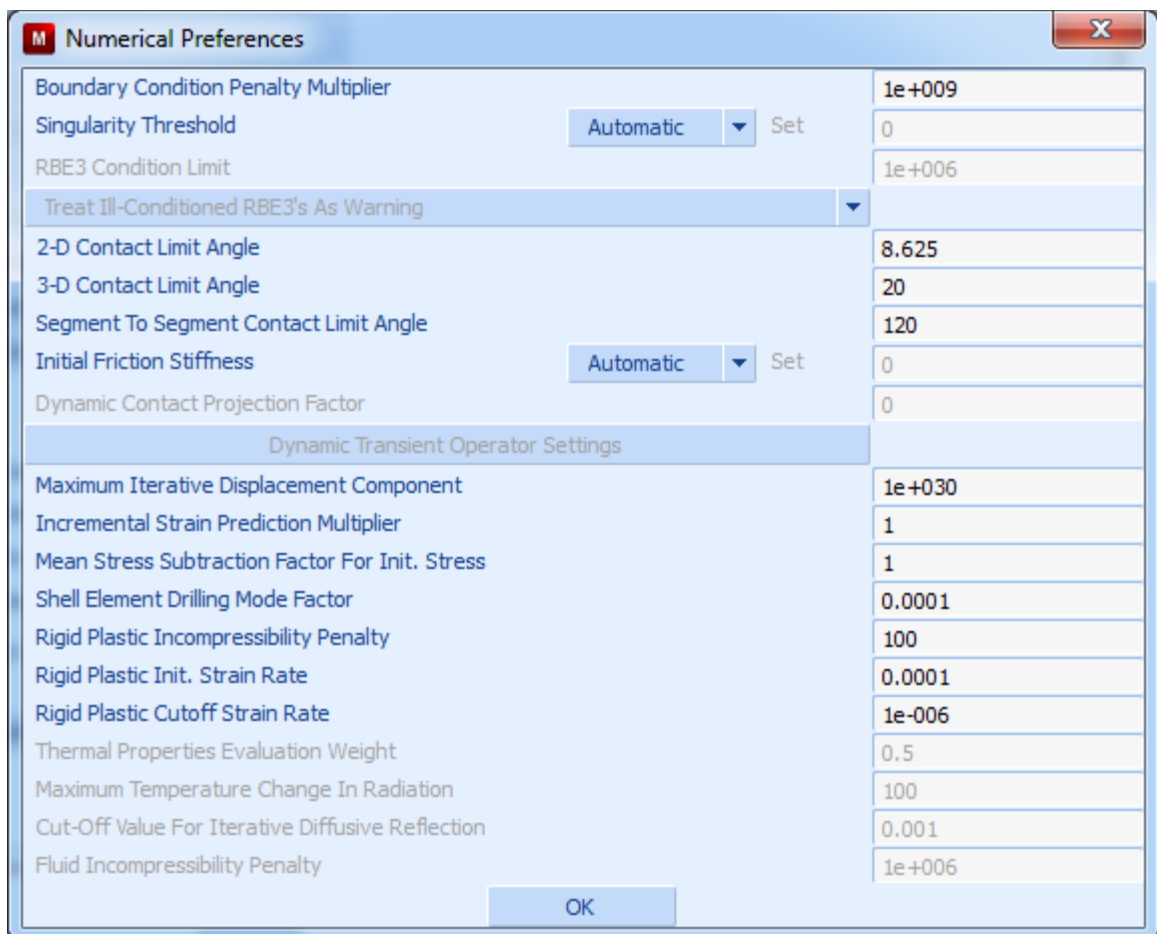 M Numerical Preferences X
Boundary Condition Penalty Multiplier 1e+009
Singularity Threshold Automatic Set 0
RBE3 Condition Limit 1e+006
Treat Ill-Conditioned RBE3's As Warning
2-D Contact Limit Angle 8.625
3-D Contact Limit Angle 20
Segment To Segment Contact Limit Angle 120
Initial Friction Stiffness Automatic Set 0
Dynamic Contact Projection Factor 0
Dynamic Transient Operator Settings
Maximum Iterative Displacement Component 1e+030
Incremental Strain Prediction Multiplier 1
Mean Stress Subtraction Factor For Init. Stress 1
Shell Element Drilling Mode Factor 0.0001
Rigid Plastic Incompressibility Penalty 100
Rigid Plastic Init. Strain Rate 0.0001
Rigid Plastic Cutoff Strain Rate 1e-006
Thermal Properties Evaluation Weight 0.5
Maximum Temperature Change In Radiation 100
Cut-Off Value For Iterative Diffusive Reflection 0.001
Fluid Incompressibility Penalty 1e+006
OK